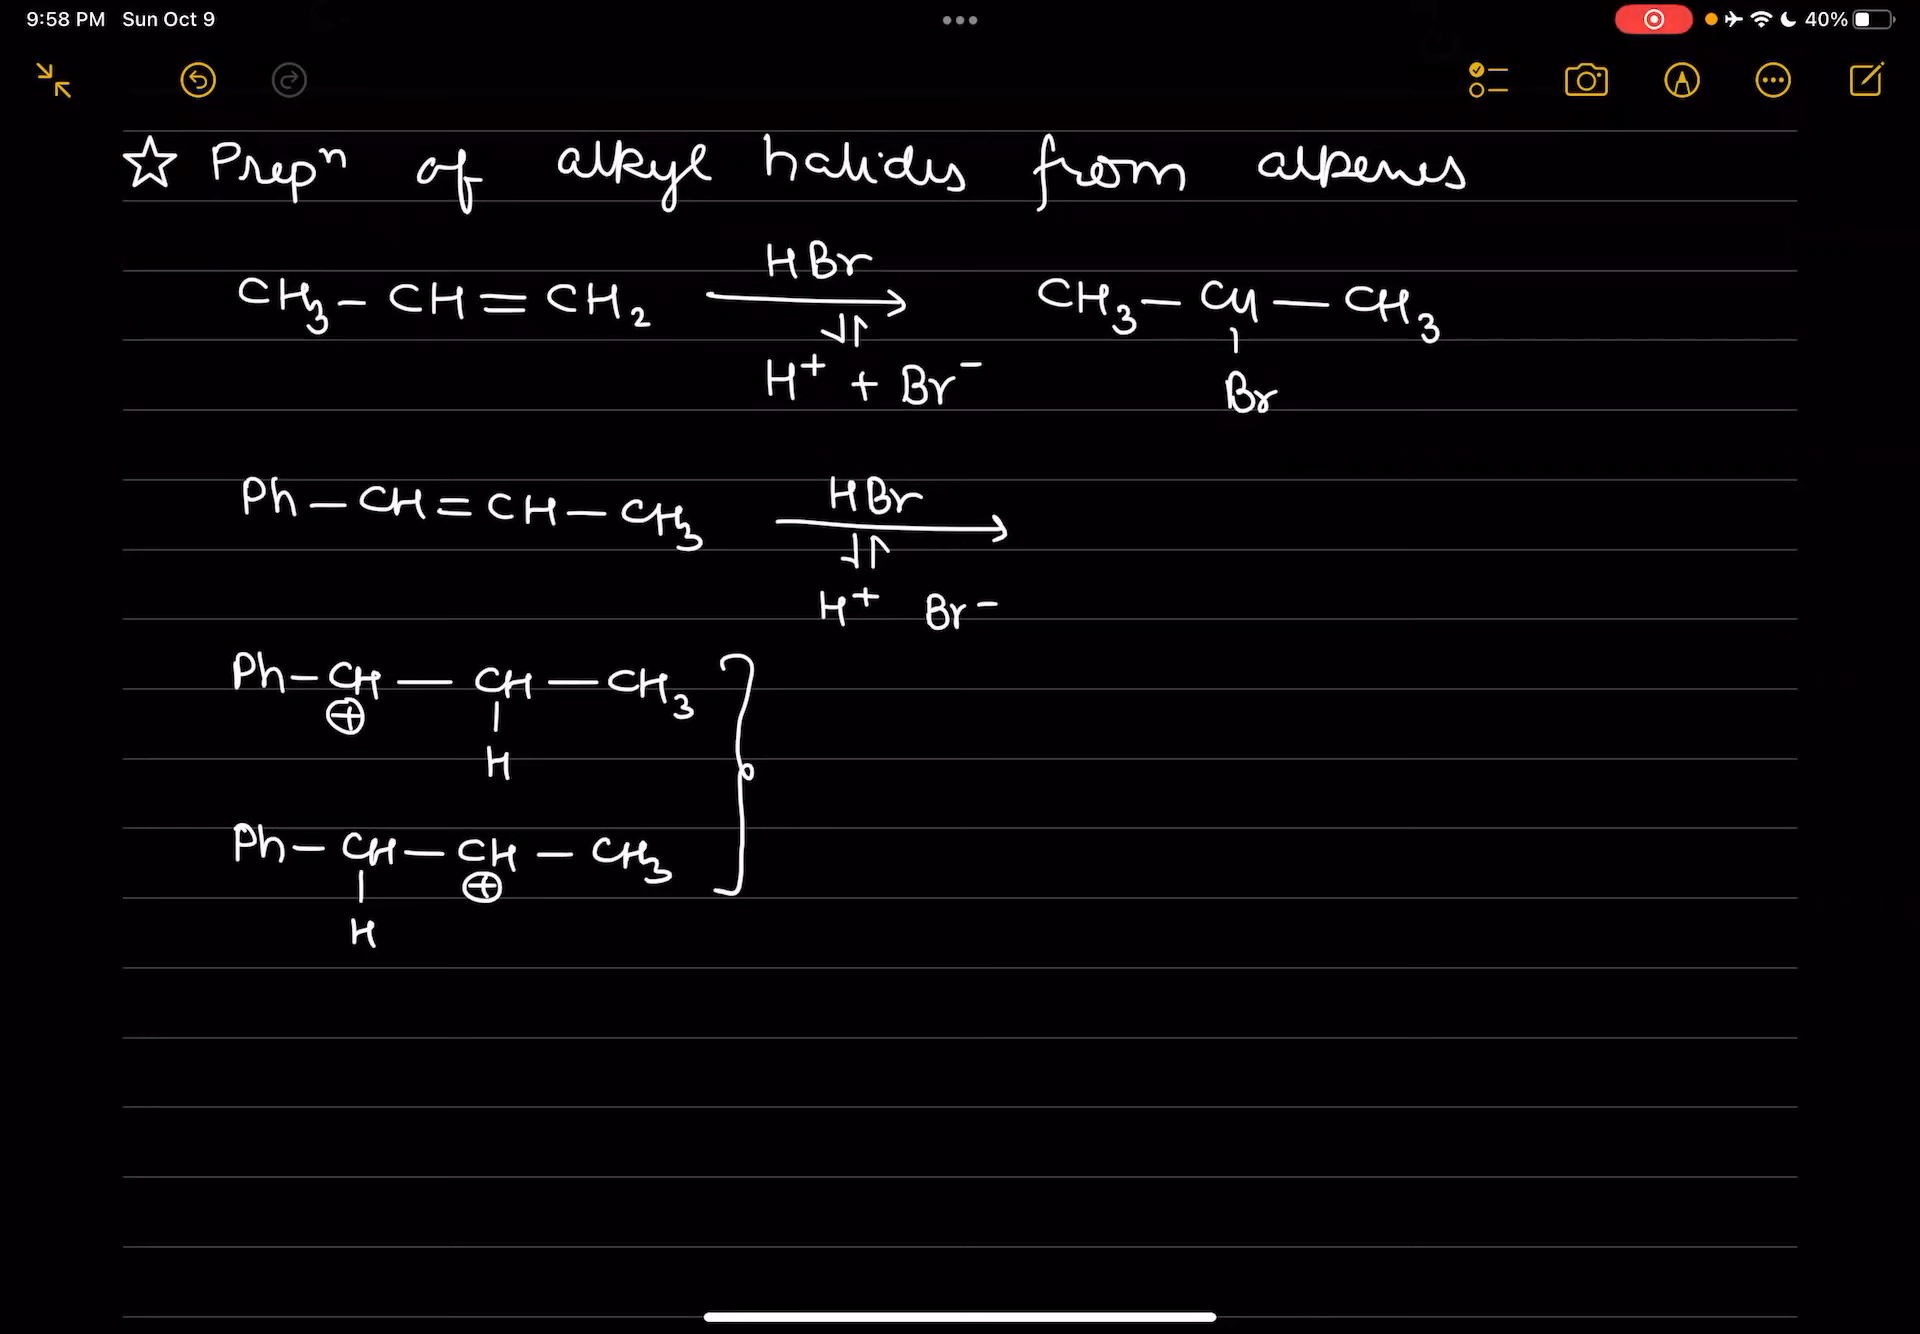 9:58 PM Sun Oct 9
40%
☆ Prepⁿ of alkyl halides from alkenes
HBr
CH₃ – CH = CH₂ ⟶ CH₃ – CH – CH₃
⇃↾
H⁺ + Br⁻
Br
HBr
Ph – CH = CH – CH₃ ⟶
⇃↾
H⁺ Br⁻
Ph – CH – CH – CH₃
⊕
H
Ph – CH – CH – CH₃
⊕
H